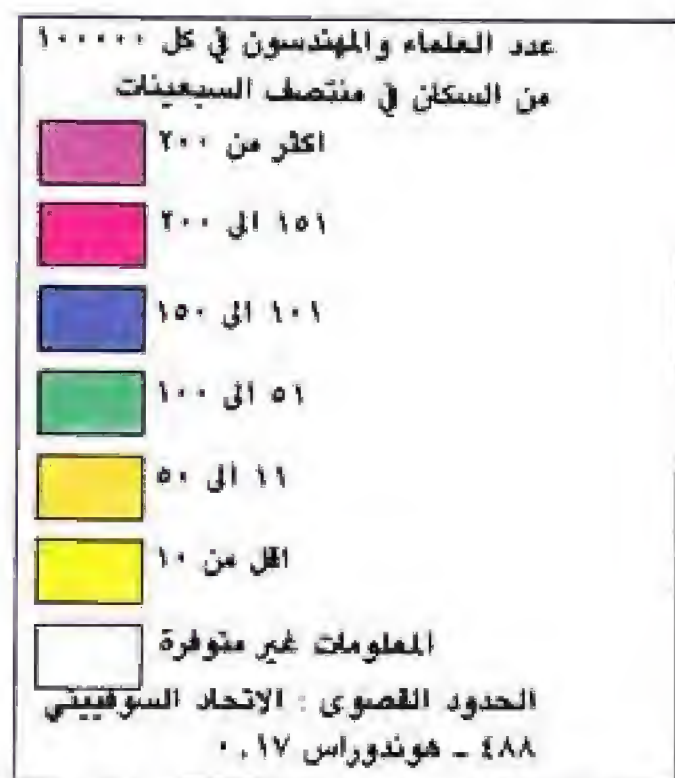 عدد العلماء والمهندسون في كل ١٠٠٠٠٠
من السكان في منتصف السبعينات
اكثر من ٢٠٠
١٥١ الى ٢٠٠
١٠١ الى ١٥٠
٥١ الى ١٠٠
١١ الى ٥٠
اقل من ١٠
المعلومات غير متوفرة
الحدود القصوى : الاتحاد السوفييتي
٤٨٨ - هوندوراس ٠,١٧